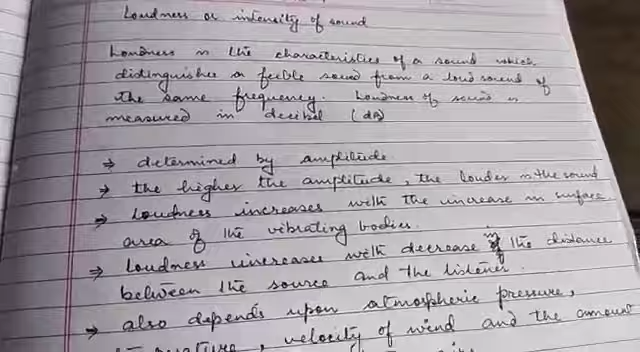 Loudness or intensity of sound
Loudness is the characteristics of a sound which
distinguishes a feeble sound from a loud sound of
the same frequency. Loudness of sound is
measured in decibel (dB)
→ determined by amplitude
→ the higher the amplitude, the louder is the sound
→ Loudness increases with the increase in surface
area of the vibrating bodies.
→ Loudness increases with decrease in the distance
between the source and the listener.
→ also depends upon atmospheric pressure,
velocity of wind and the amount